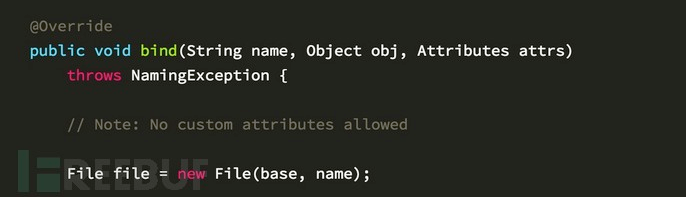 @Override
public void bind(String name, Object obj, Attributes attrs)
throws NamingException {
// Note: No custom attributes allowed
File file = new File(base, name);
FREEBUF